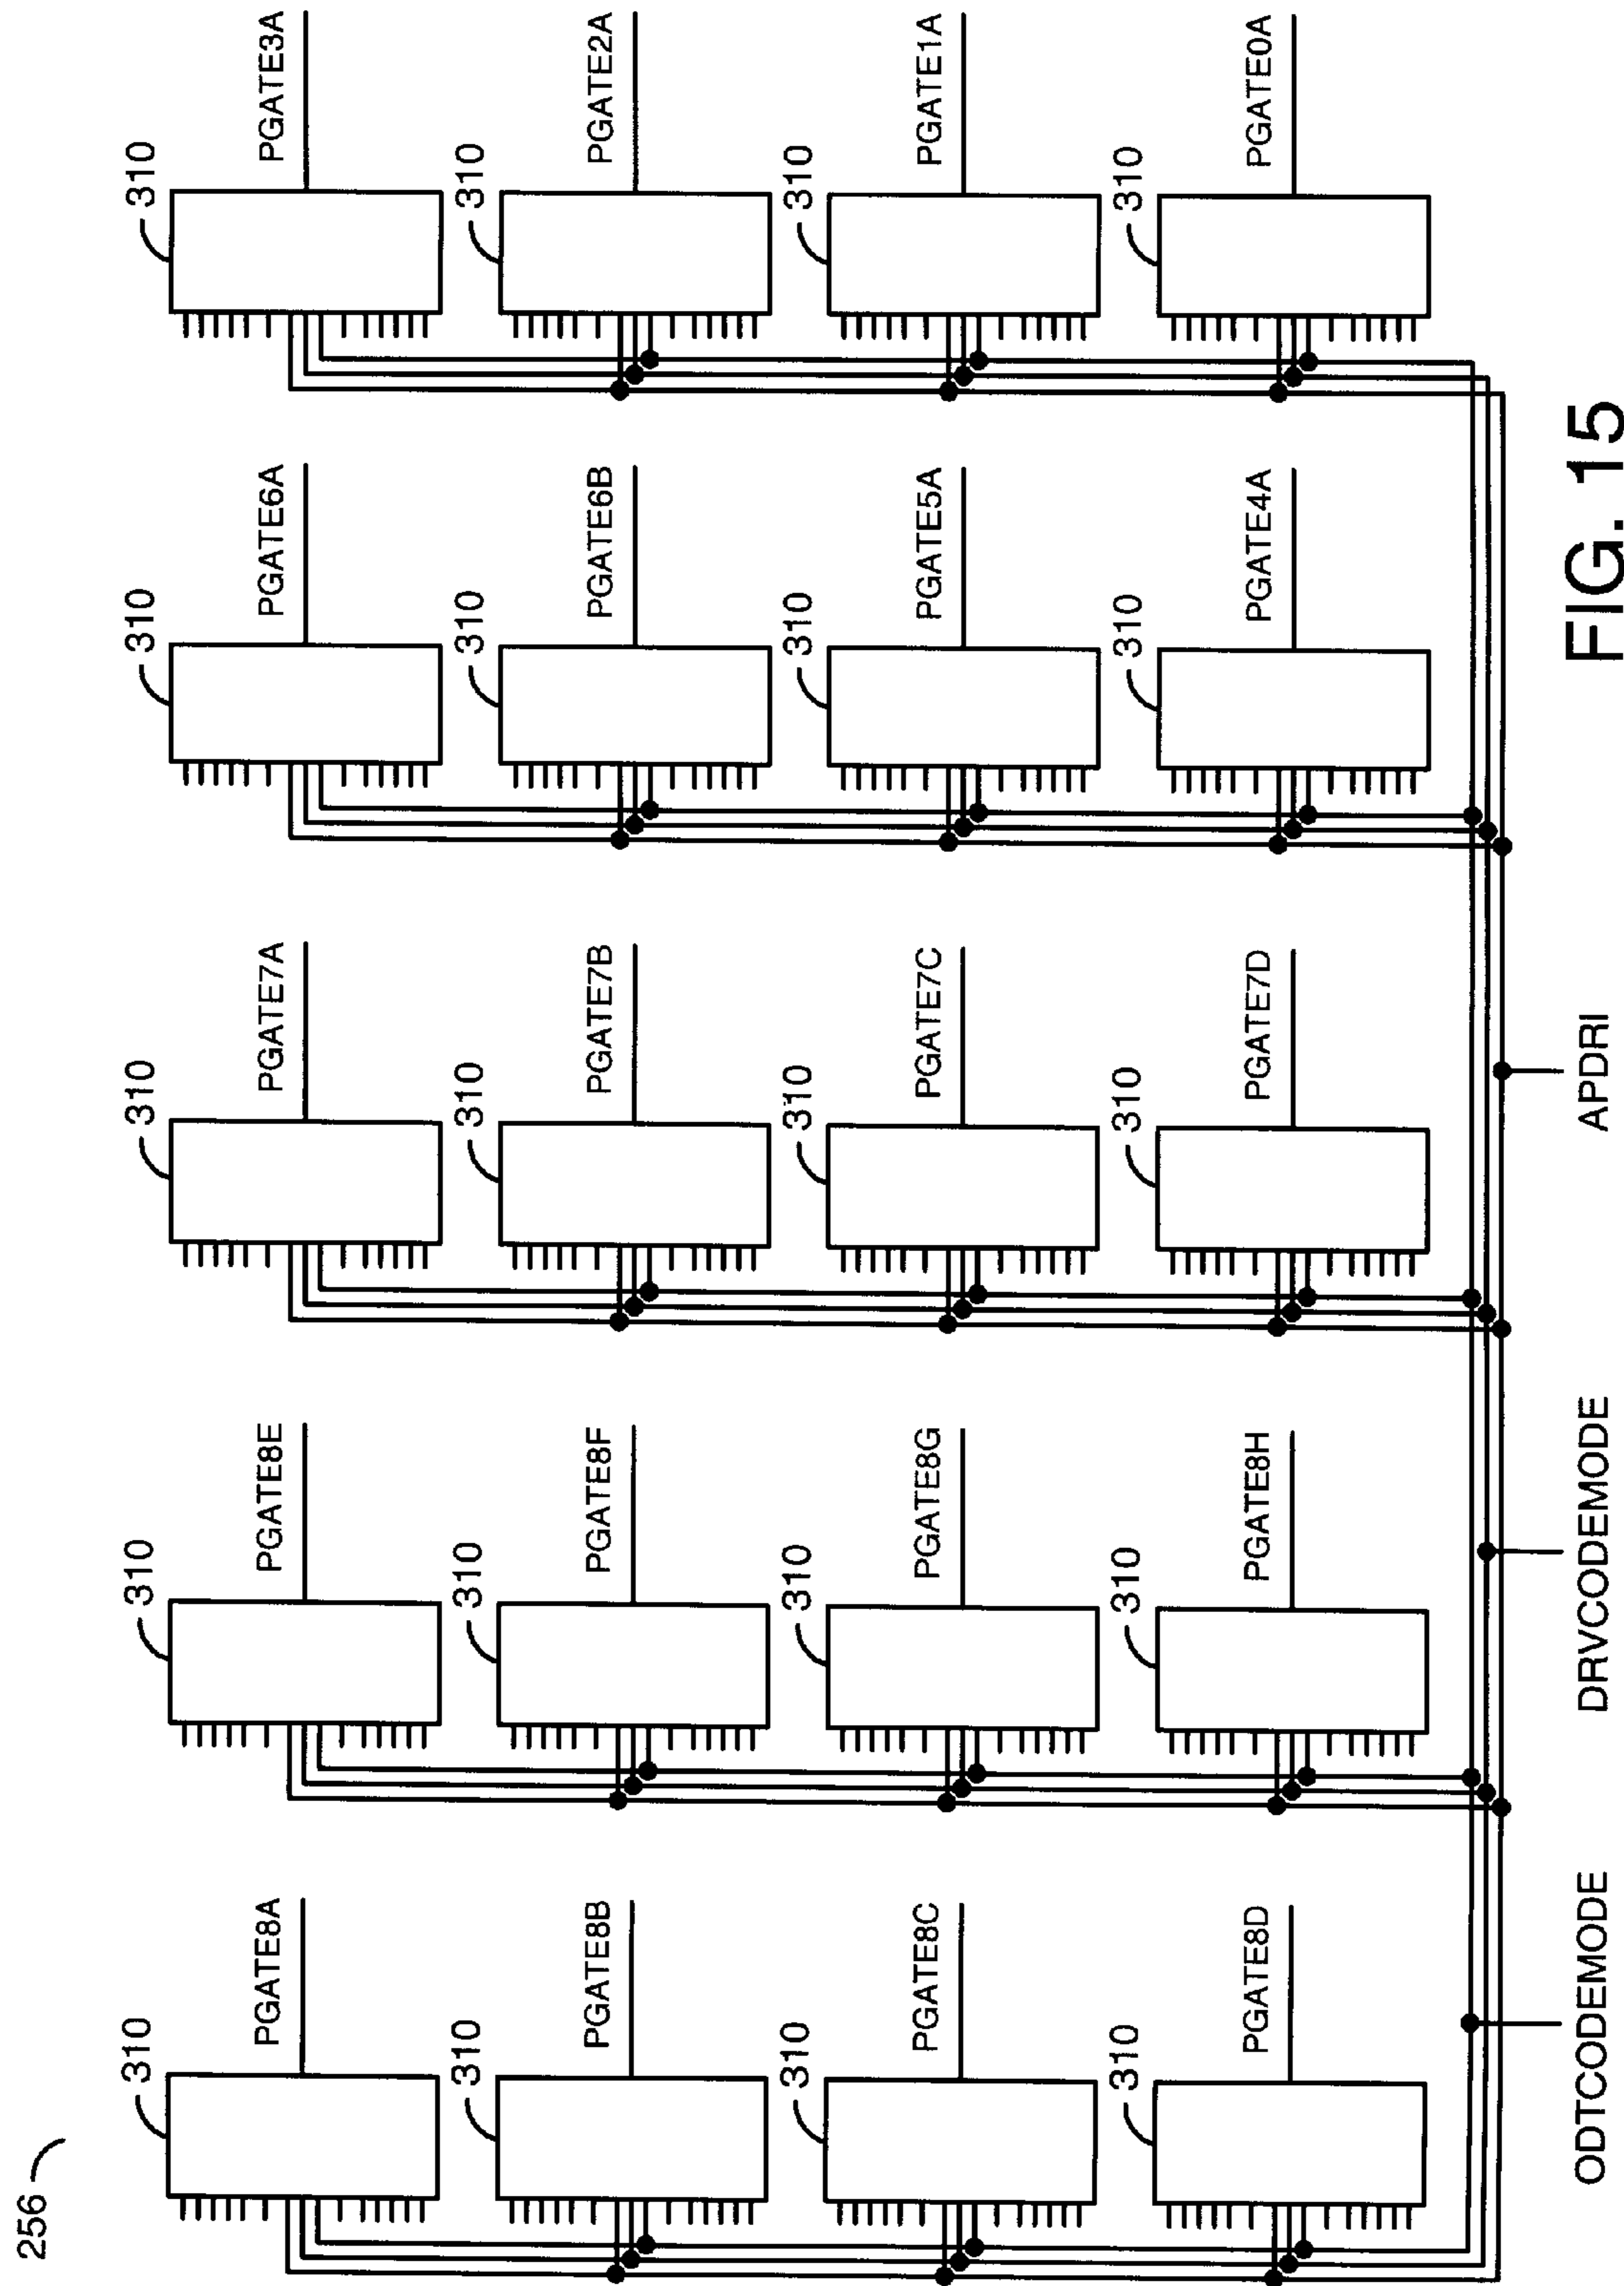 256
310
PGATE8A
310
PGATE8B
310
PGATE8C
310
PGATE8D
310
PGATE8E
310
PGATE8F
310
PGATE8G
310
PGATE8H
310
PGATE7A
310
PGATE7B
310
PGATE7C
310
PGATE7D
310
PGATE6A
310
PGATE6B
310
PGATE5A
310
PGATE4A
310
PGATE3A
310
PGATE2A
310
PGATE1A
310
PGATE0A
ODTCODEMODE
DRVCODEMODE
APDRI
FIG. 15